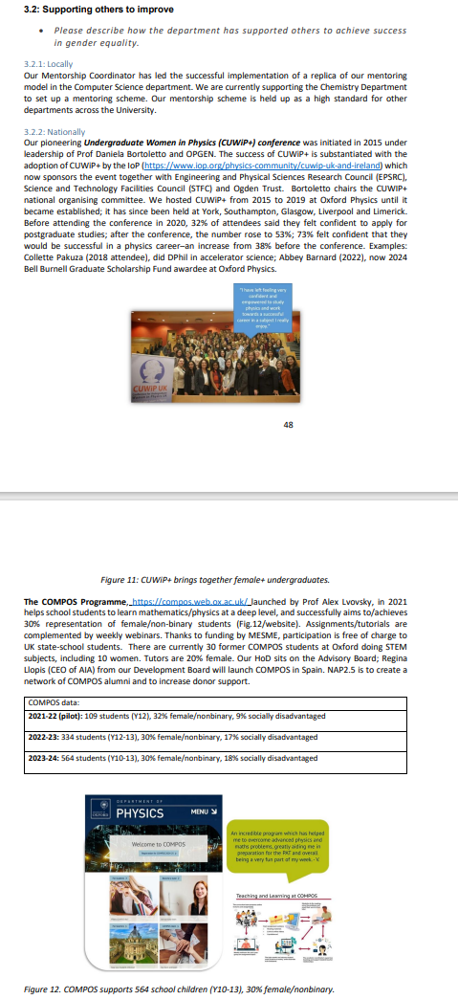 3.2: Supporting others to improve
• Please describe how the department has supported others to achieve success
in gender equality.
3.2.1: Locally
Our Mentorship Coordinator has led the successful implementation of a replica of our mentoring
model in the Computer Science department. We are currently supporting the Chemistry Department
to set up a mentoring scheme. Our mentorship scheme is held up as a high standard for other
departments across the University.
3.2.2: Nationally
Our pioneering Undergraduate Women in Physics (CUWiP+) conference was initiated in 2015 under
leadership of Prof Daniela Bortoletto and OPGEN. The success of CUWiP+ is substantiated with the
adoption of CUWiP+ by the IoP (https://www.iop.org/physics-community/cuwip-uk-and-ireland) which
now sponsors the event together with Engineering and Physical Sciences Research Council (EPSRC),
Science and Technology Facilities Council (STFC) and Ogden Trust. Bortoletto chairs the CUWIP+
national organising committee. We hosted CUWiP+ from 2015 to 2019 at Oxford Physics until it
became established; it has since been held at York, Southampton, Glasgow, Liverpool and Limerick.
Before attending the conference in 2020, 32% of attendees said they felt confident to apply for
postgraduate studies; after the conference, the number rose to 53%; 73% felt confident that they
would be successful in a physics career–an increase from 38% before the conference. Examples:
Collette Pakuza (2018 attendee), did DPhil in accelerator science; Abbey Barnard (2022), now 2024
Bell Burnell Graduate Scholarship Fund awardee at Oxford Physics.
"I have left feeling very
confident and
empowered to study
physics and work
towards a successful
career in a subject I really
enjoy."
CUWIP UK
48
Figure 11: CUWiP+ brings together female+ undergraduates.
The COMPOS Programme, https://compos.web.ox.ac.uk/ launched by Prof Alex Lvovsky, in 2021
helps school students to learn mathematics/physics at a deep level, and successfully aims to/achieves
30% representation of female/non-binary students (Fig.12/website). Assignments/tutorials are
complemented by weekly webinars. Thanks to funding by MESME, participation is free of charge to
UK state-school students. There are currently 30 former COMPOS students at Oxford doing STEM
subjects, including 10 women. Tutors are 20% female. Our HoD sits on the Advisory Board; Regina
Llopis (CEO of AIA) from our Development Board will launch COMPOS in Spain. NAP2.5 is to create a
network of COMPOS alumni and to increase donor support.
COMPOS data:
2021-22 (pilot): 109 students (Y12), 32% female/nonbinary, 9% socially disadvantaged
2022-23: 334 students (Y12-13), 30% female/nonbinary, 17% socially disadvantaged
2023-24: 564 students (Y10-13), 30% female/nonbinary, 18% socially disadvantaged
OXFORD
DEPARTMENT OF
PHYSICS
MENU
Welcome to COMPOS
An incredible program which has helped
me to overcome advanced physics and
maths problems, greatly aiding me in
preparation for the PAT and overall
being a very fun part of my week. -V.
Teaching and Learning at COMPOS
Figure 12. COMPOS supports 564 school children (Y10-13), 30% female/nonbinary.